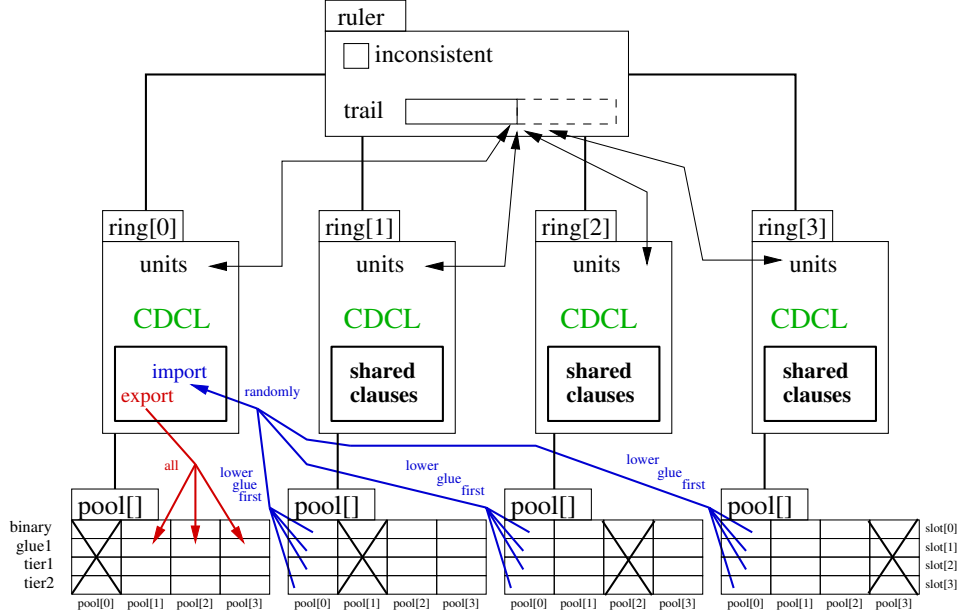 ruler
inconsistent
trail
ring[0]
ring[1]
ring[2]
ring[3]
units
units
units
units
CDCL
CDCL
CDCL
CDCL
import
export
shared
clauses
shared
clauses
shared
clauses
randomly
all
lower
glue
first
lower
glue
first
lower
glue
first
pool[]
pool[]
pool[]
pool[]
binary
glue1
tier1
tier2
slot[0]
slot[1]
slot[2]
slot[3]
pool[0] pool[1] pool[2] pool[3]
pool[0] pool[1] pool[2] pool[3]
pool[0] pool[1] pool[2] pool[3]
pool[0] pool[1] pool[2] pool[3]